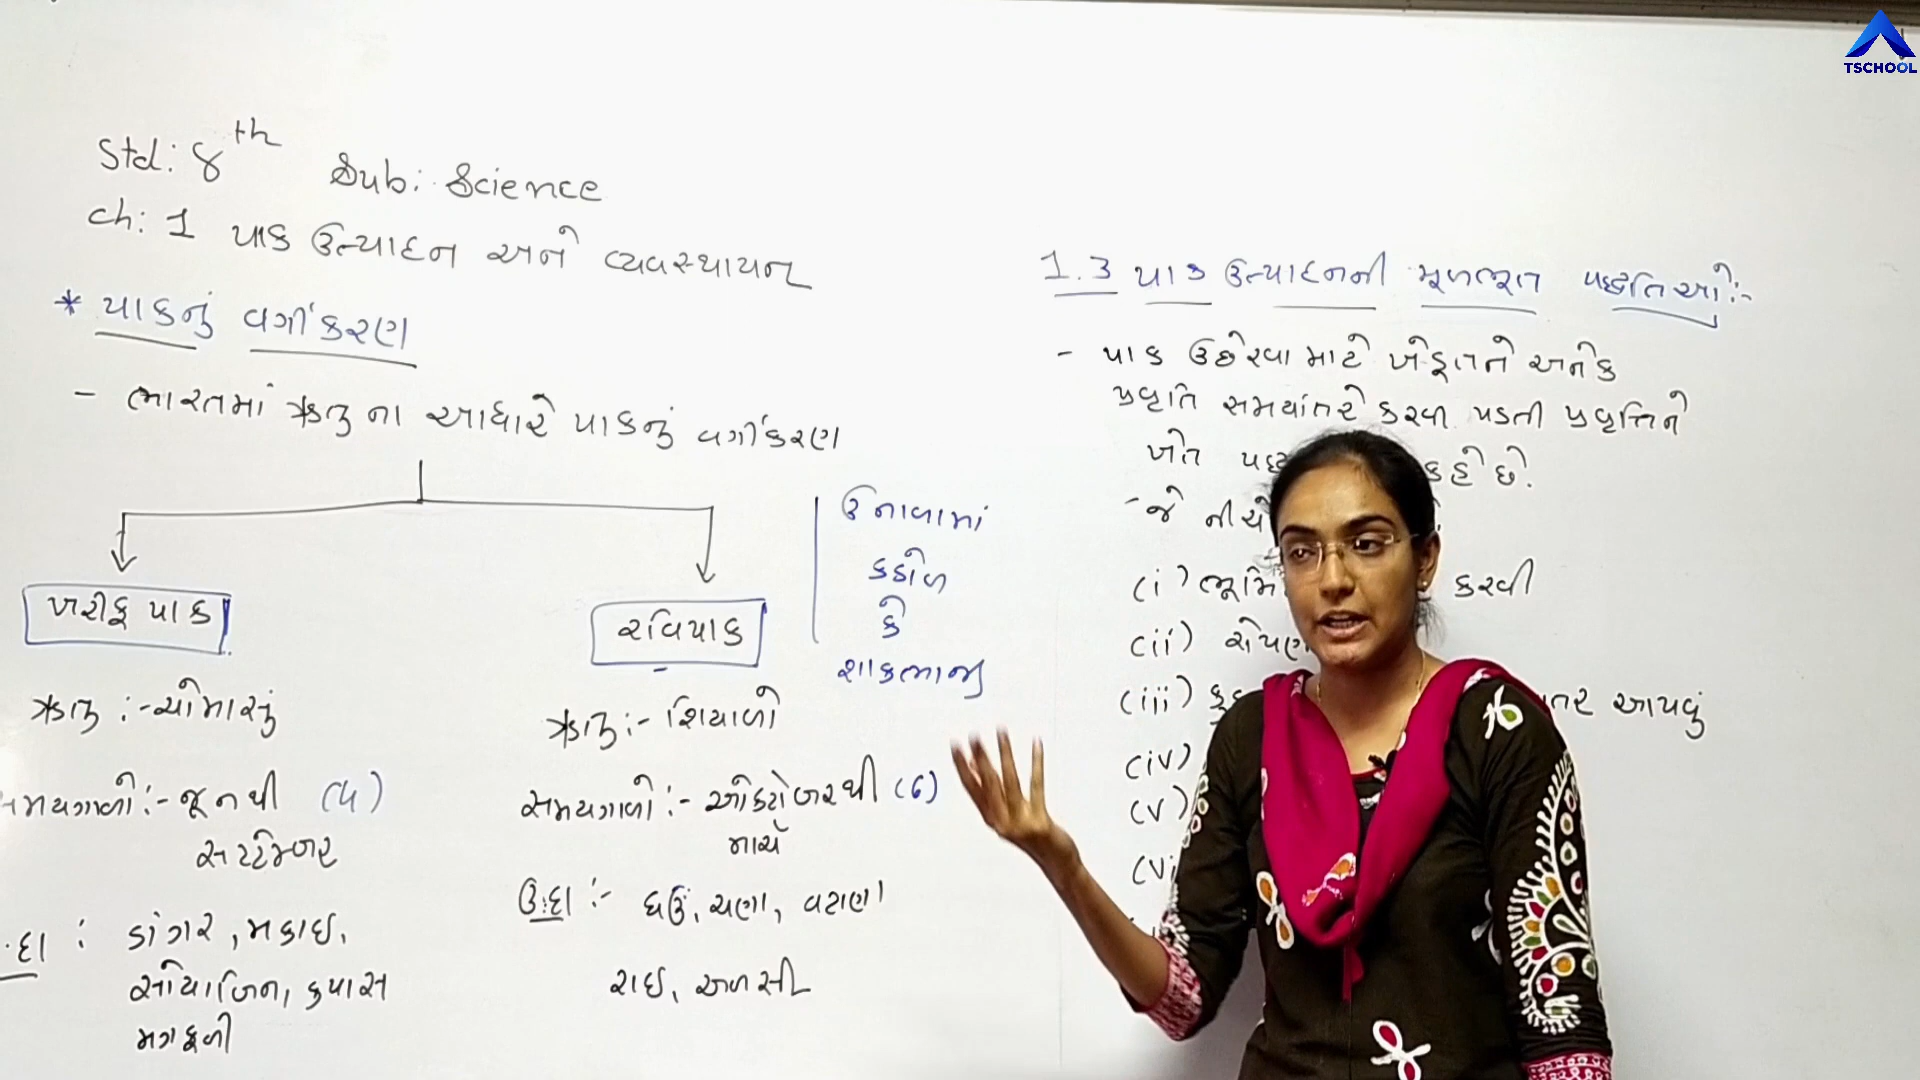 TSCHOOL
Std: 8th Sub: Science
Ch: 1 પાક ઉત્પાદન અને વ્યવસ્થાપન
* પાકનું વર્ગીકરણ
- ભારતમાં ઋતુ ના આધારે પાકનું વર્ગીકરણ
ખરીફ પાક
ઋતુ :- ચોમાસું
સમયગાળો :- જૂનથી (4)
સપ્ટેમ્બર
.દા : ડાંગર, મકાઇ,
સોયાબિન, કપાસ
મગફળી
રવિપાક
ઋતુ :- શિયાળો
સમયગાળો :- ઓક્ટોબરથી (6)
માર્ચ
ઉ.દા :- ઘઉં, ચણા, વટાણા
રાઇ, અળસી
ઉનાળામાં
કઠોળ
કે
શાકભાજી
1.3 પાક ઉત્પાદનની મૂળભૂત પદ્ધતિઓ :-
- પાક ઉછેરવા માટે ખેડૂતને અનેક
પ્રવૃતિ સમયાંતરે કરવી પડતી પ્રવૃત્તિને
ખેત કહે છે.
- જે નીચે
(i) ભૂમિ કરવી
(ii) રોપણ
(iii) આપવું
(iv)
(v)
(vi